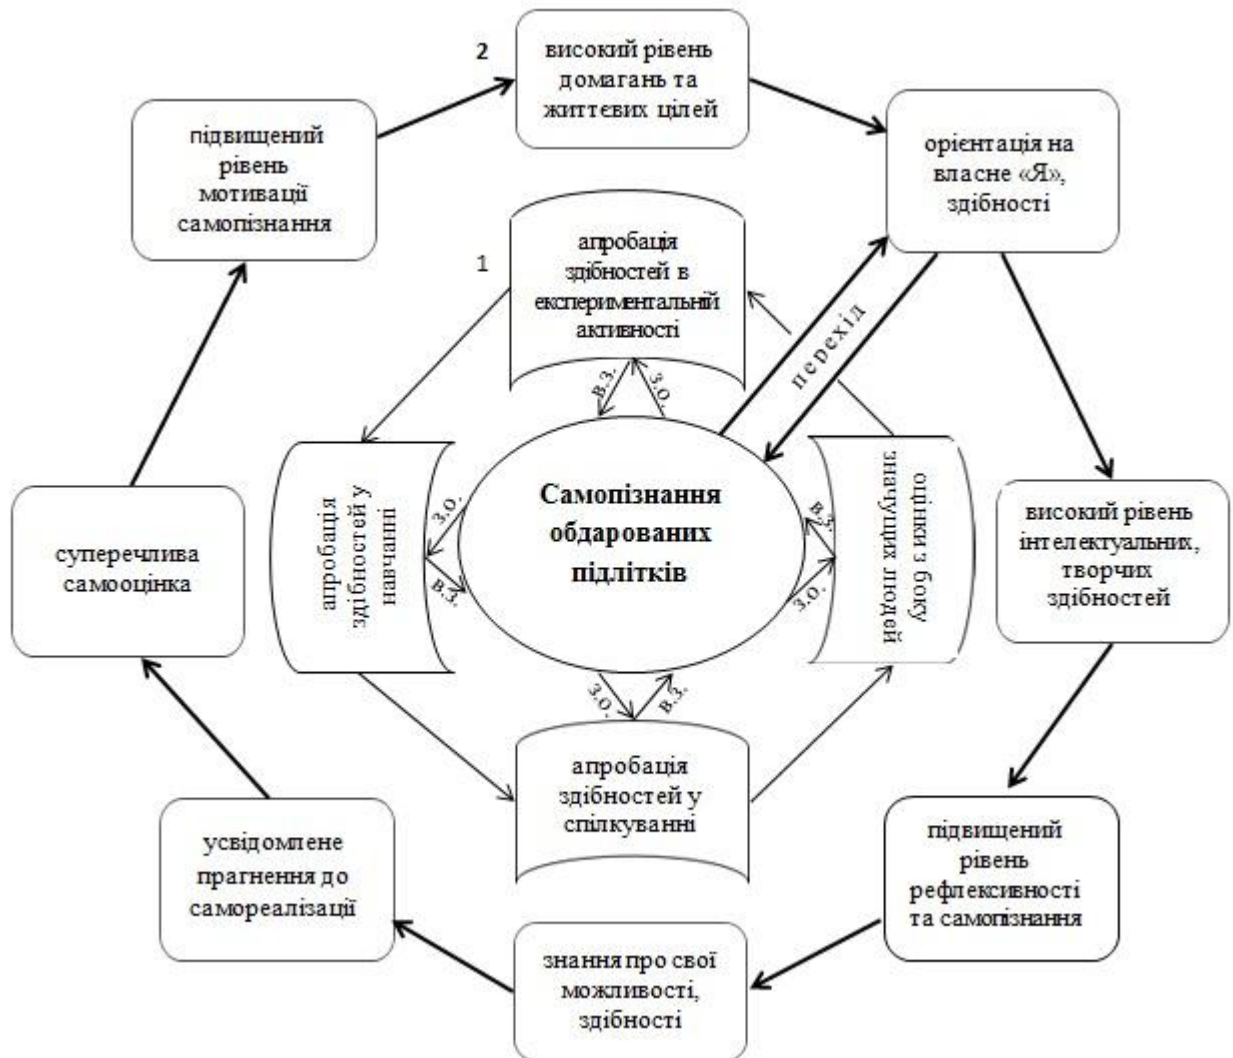 2
високий рівень
домагань та
життєвих цілей
підвищений
рівень
мотивації
самопізнання
орієнтація на
власне «Я»,
здібності
1
апробація
здібностей в
експериментальній
активності
перехід
В.З.
З.О.
апробація
здібностей у
навчанні
З.О.
В.З.
Самопізнання
обдарованих
підлітків
В.З.
З.О.
оцінки з боку
значущих людей
суперечлива
самооцінка
високий рівень
інтелектуальних,
творчих
здібностей
З.О.
В.З.
апробація
здібностей у
спілкуванні
усвідомлене
прагнення до
самореалізації
підвищений
рівень
рефлексивності
та самопізнання
знання про свої
можливості,
здібності